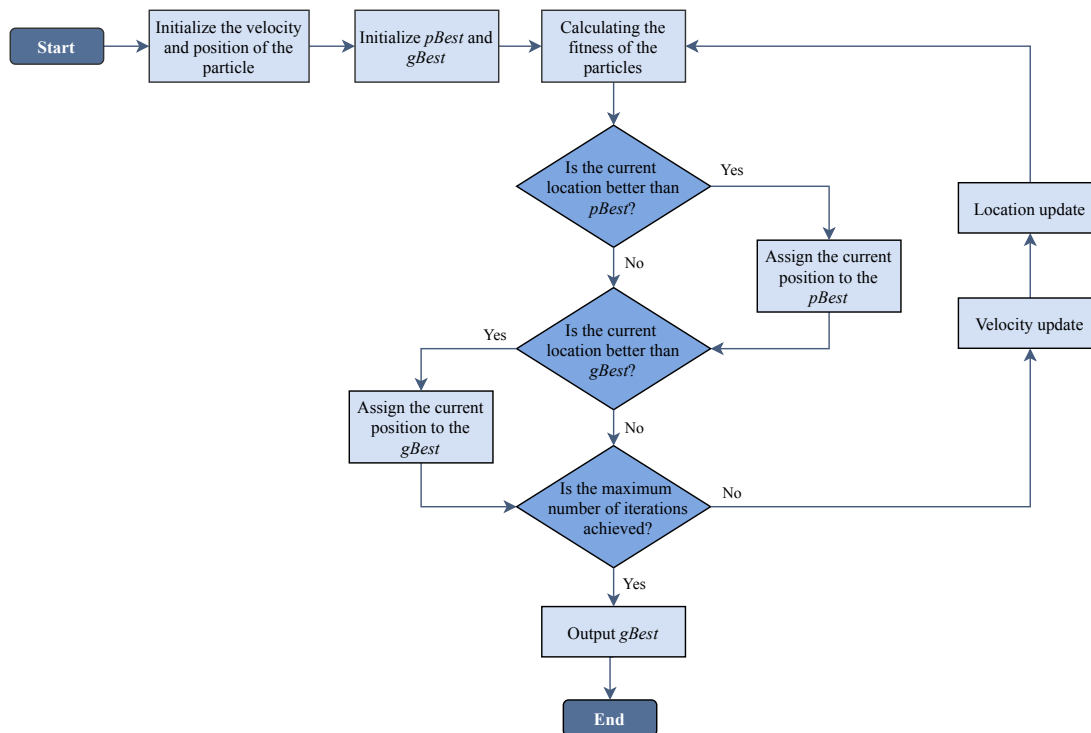 Start
Initialize the velocity
and position of the
particle
Initialize pBest and
gBest
Calculating the
fitness of the
particles
Is the current
location better than
pBest?
Yes
No
Assign the current
position to the
pBest
Location update
Velocity update
Is the current
location better than
gBest?
Yes
No
Assign the current
position to the
gBest
Is the maximum
number of iterations
achieved?
No
Yes
Output gBest
End